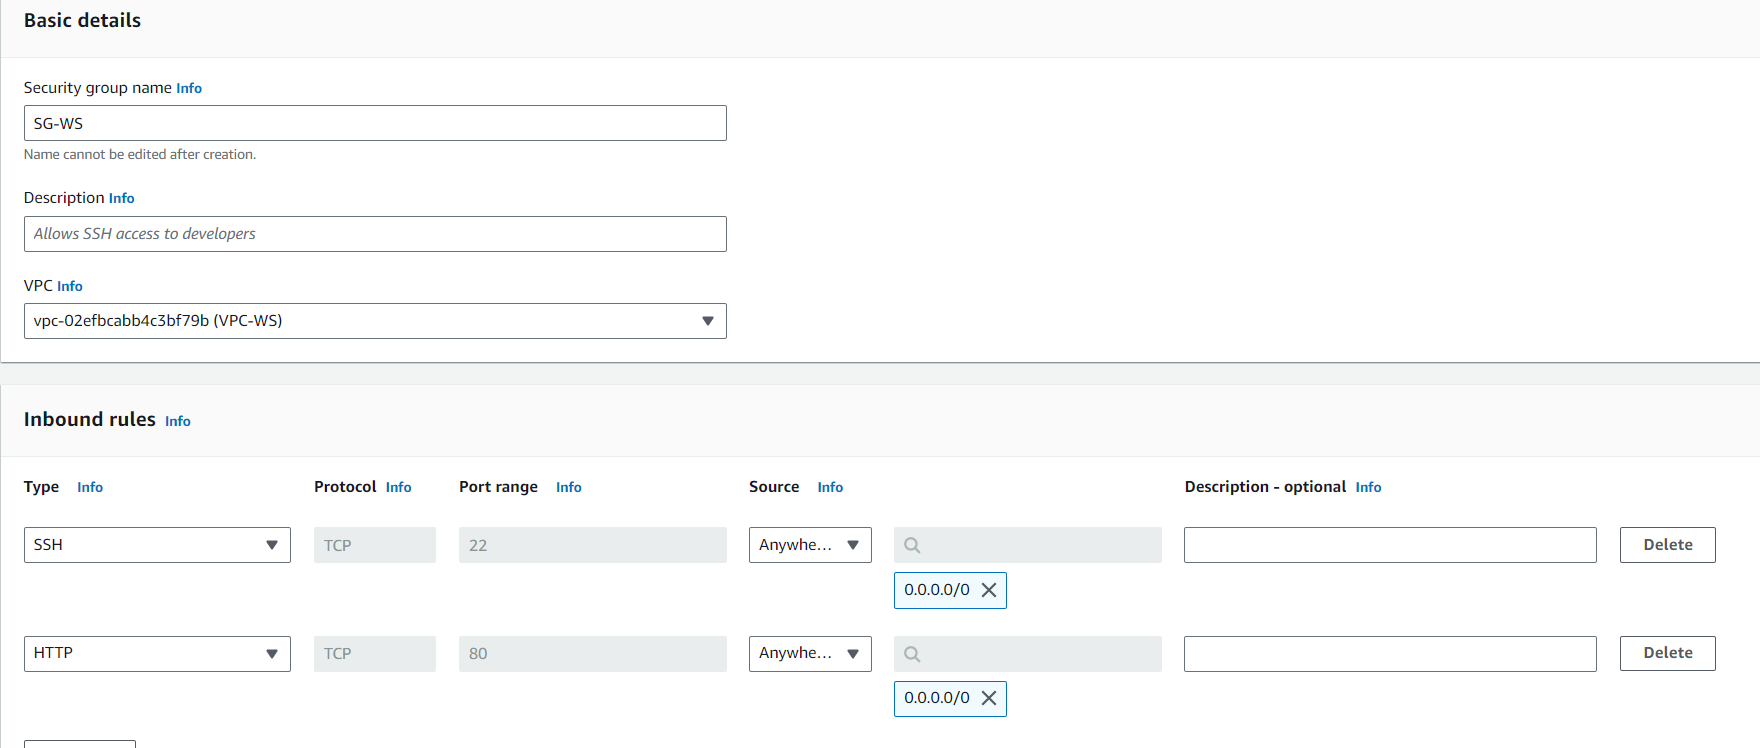 Basic details
Security group name Info
SG-WS
Name cannot be edited after creation.
Description Info
Allows SSH access to developers
VPC Info
vpc-02efbcabb4c3bf79b (VPC-WS)
Inbound rules Info
Type Info Protocol Info Port range Info Source Info Description - optional Info
SSH TCP 22 Anywhe... Delete
0.0.0.0/0
HTTP TCP 80 Anywhe... Delete
0.0.0.0/0